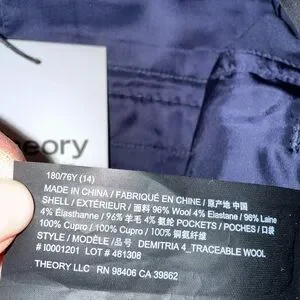 heory
180/76Y (14)
MADE IN CHINA / FABRIQUÉ EN CHINE / 原产地 中国
SHELL / EXTÉRIEUR / 面料 96% Wool 4% Elastane / 96% Laine
4% Élasthanne / 96% 羊毛 4% 氨纶 POCKETS / POCHES / 口袋
100% Cupro / 100% Cupro / 100% 铜氨纤维
STYLE / MODÈLE / 品号: DEMITRIA 4_TRACEABLE WOOL
# I0001201 LOT # 461308
THEORY LLC RN 98406 CA 39862